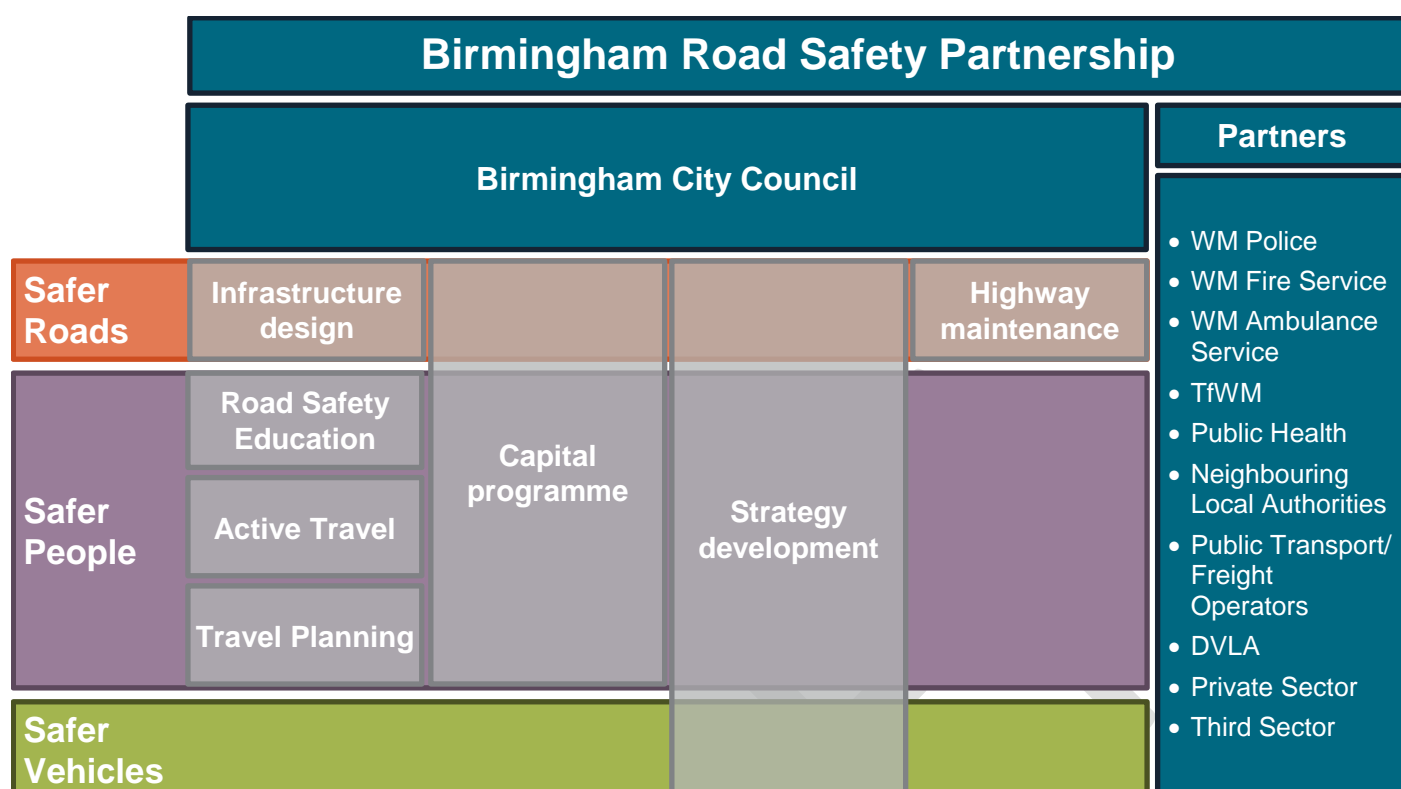 Birmingham Road Safety Partnership
Birmingham City Council
Partners
Safer
Roads
Infrastructure
design
Highway
maintenance
Safer
People
Road Safety
Education
Active Travel
Travel Planning
Capital
programme
Strategy
development
Safer
Vehicles
• WM Police
• WM Fire Service
• WM Ambulance
Service
• TfWM
• Public Health
• Neighbouring
Local Authorities
• Public Transport/
Freight
Operators
• DVLA
• Private Sector
• Third Sector